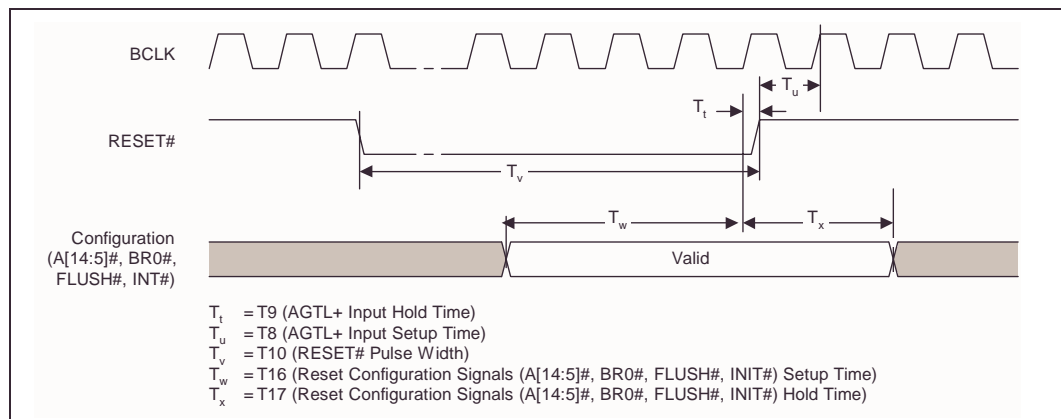 BCLK
T_u
T_t
RESET#
T_v
T_w
T_x
Configuration
(A[14:5]#, BR0#,
FLUSH#, INT#)
Valid
T_t = T9 (AGTL+ Input Hold Time)
T_u = T8 (AGTL+ Input Setup Time)
T_v = T10 (RESET# Pulse Width)
T_w = T16 (Reset Configuration Signals (A[14:5]#, BR0#, FLUSH#, INIT#) Setup Time)
T_x = T17 (Reset Configuration Signals (A[14:5]#, BR0#, FLUSH#, INIT#) Hold Time)